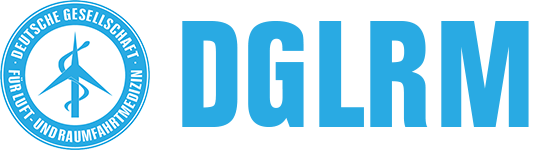 · DEUTSCHE GESELLSCHAFT ·
FÜR LUFT- UND RAUMFAHRTMEDIZIN
DGLRM